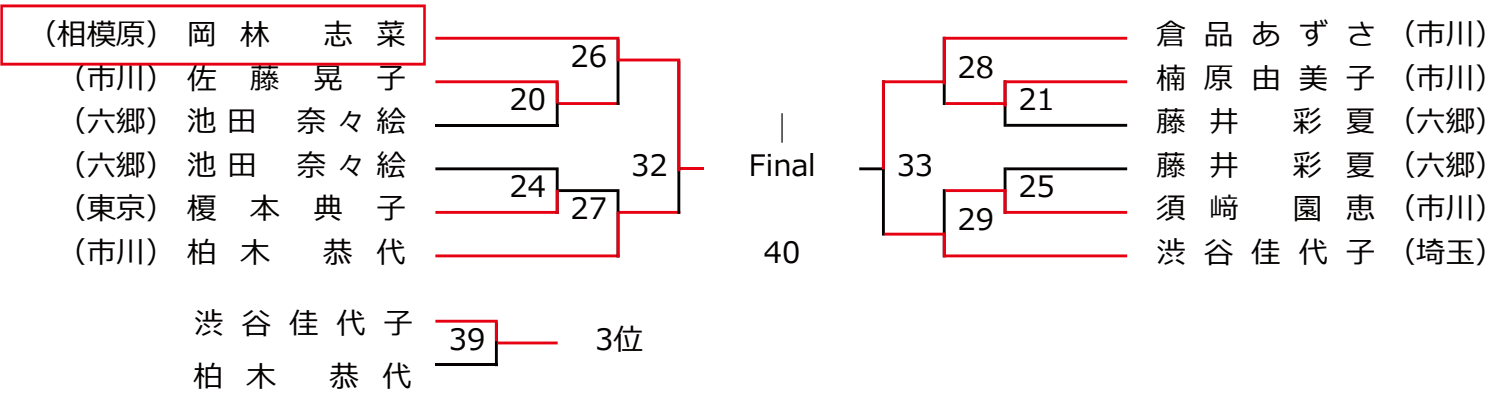 (相模原) 岡林 志菜
(市川) 佐藤晃子
(六郷) 池田 奈々絵
(六郷) 池田 奈々絵
(東京) 榎本典子
(市川) 柏木 恭代
26
20
24
27
32
|
Final
40
33
28
21
25
29
倉品あずさ (市川)
楠原由美子 (市川)
藤井 彩夏 (六郷)
藤井 彩夏 (六郷)
須﨑 園恵 (市川)
渋谷佳代子 (埼玉)
渋谷佳代子
柏木 恭代
39
3位